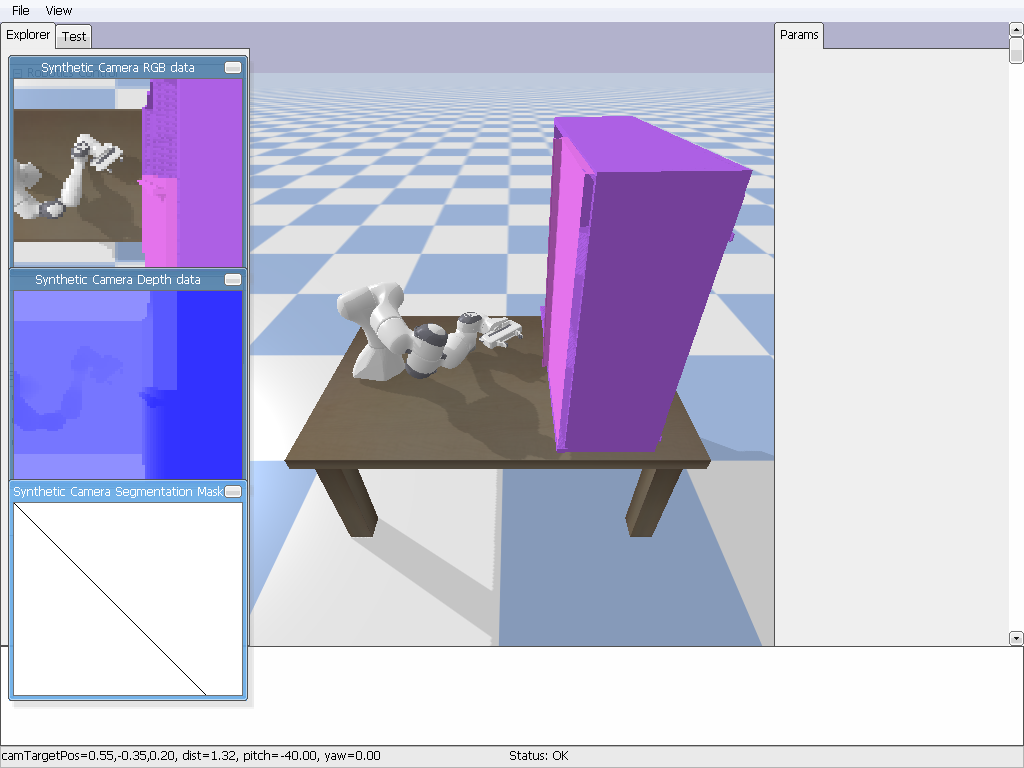 File View
Explorer Test
Params
Synthetic Camera RGB data
Synthetic Camera Depth data
Synthetic Camera Segmentation Mask
camTargetPos=0.55,-0.35,0.20, dist=1.32, pitch=-40.00, yaw=0.00
Status: OK